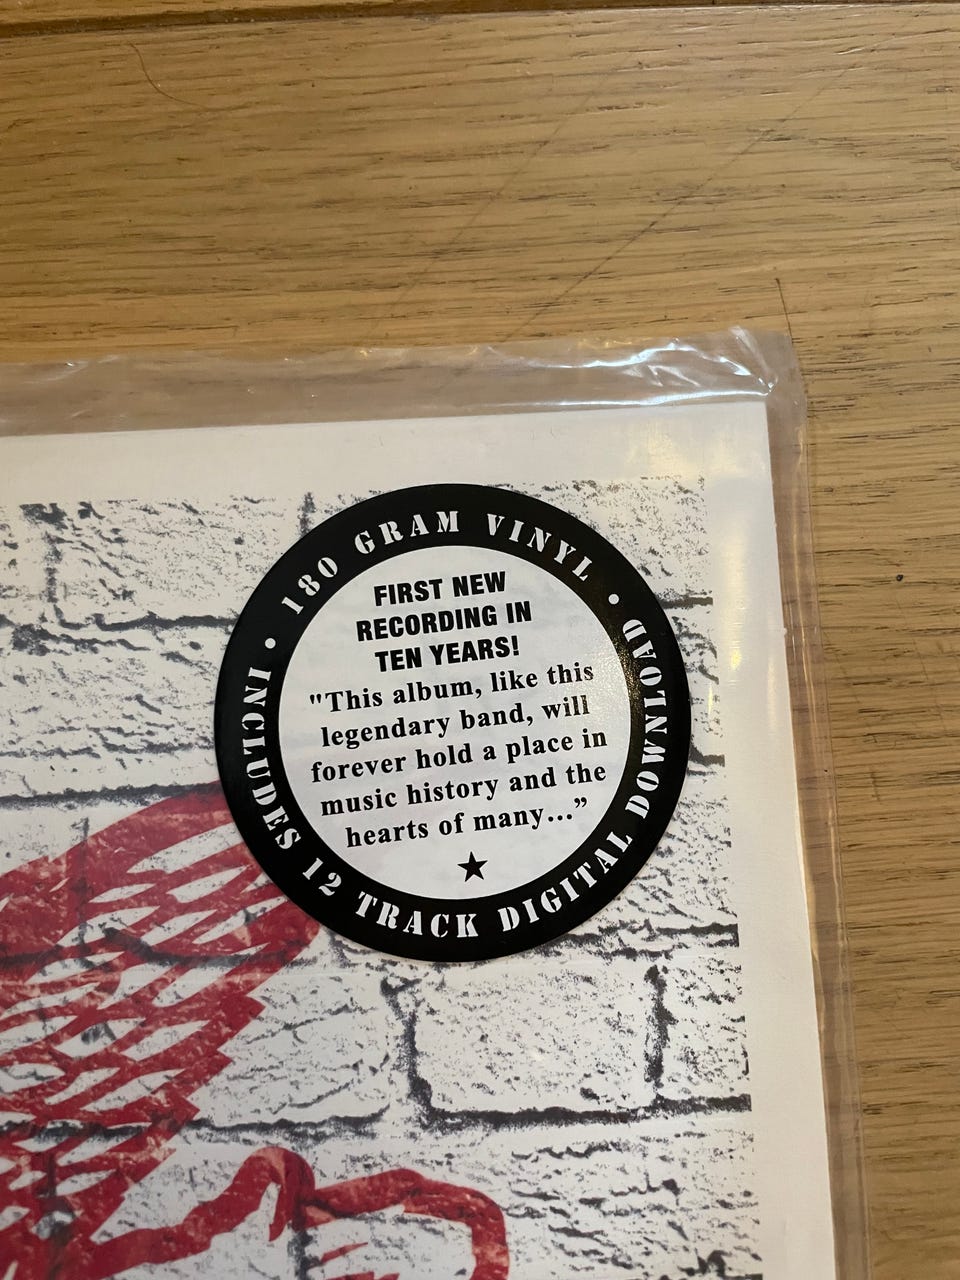 180 GRAM VINYL
FIRST NEW
RECORDING IN
TEN YEARS!
"This album, like this
legendary band, will
forever hold a place in
music history and the
hearts of many..."
INCLUDES 12 TRACK DIGITAL DOWNLOAD